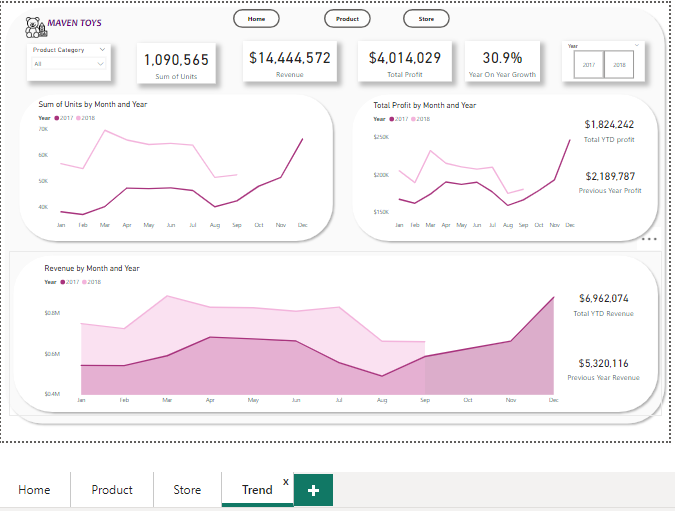 MAVEN TOYS
Home
Product
Store
Product Category
All
1,090,565
Sum of Units
$14,444,572
Revenue
$4,014,029
Total Profit
30.9%
Year On Year Growth
Year
2017
2018
Sum of Units by Month and Year
Year 2017 2018
70K
60K
50K
40K
Jan Feb Mar Apr May Jun Jul Aug Sep Oct Nov Dec
Total Profit by Month and Year
Year 2017 2018
$250K
$200K
$150K
Jan Feb Mar Apr May Jun Jul Aug Sep Oct Nov Dec
$1,824,242
Total YTD profit
$2,189,787
Previous Year Profit
Revenue by Month and Year
Year 2017 2018
$0.8M
$0.6M
$0.4M
Jan Feb Mar Apr May Jun Jul Aug Sep Oct Nov Dec
$6,962,074
Total YTD Revenue
$5,320,116
Previous Year Revenue
Home
Product
Store
Trend
x
+